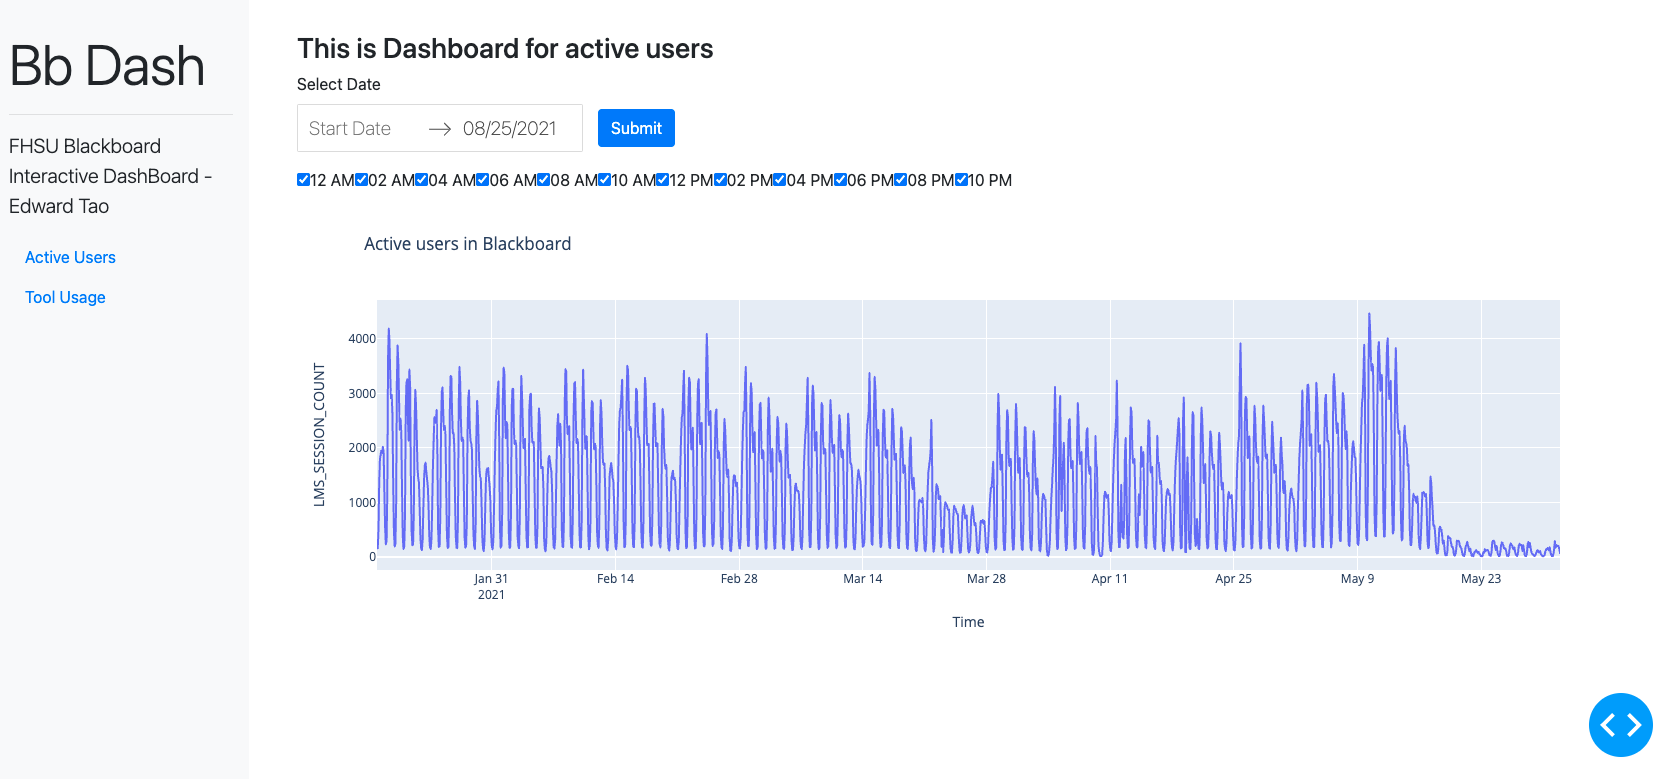 Bb Dash
FHSU Blackboard
Interactive DashBoard -
Edward Tao
Active Users
Tool Usage
This is Dashboard for active users
Select Date
Start Date → 08/25/2021 Submit
12 AM 02 AM 04 AM 06 AM 08 AM 10 AM 12 PM 02 PM 04 PM 06 PM 08 PM 10 PM
Active users in Blackboard
LMS_SESSION_COUNT
4000
3000
2000
1000
0
Jan 31 Feb 14 Feb 28 Mar 14 Mar 28 Apr 11 Apr 25 May 9 May 23
2021
Time